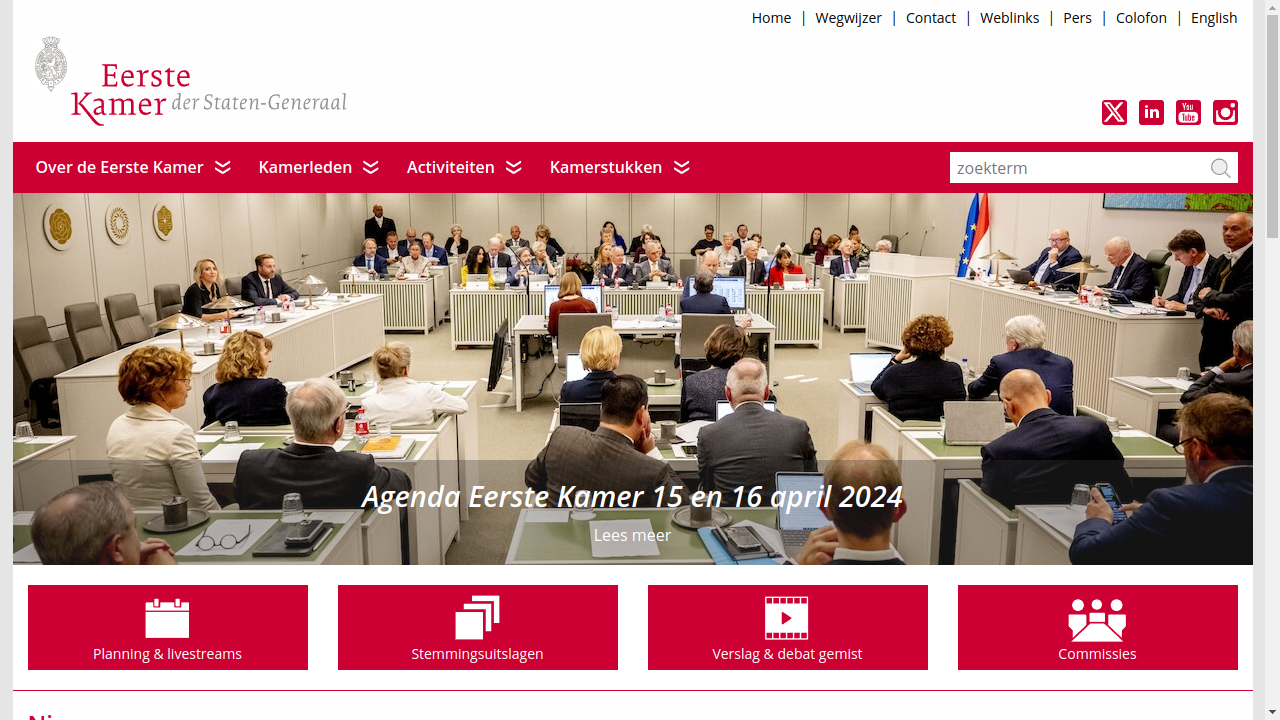 Home | Wegwijzer | Contact | Weblinks | Pers | Colofon | English
Eerste
Kamer der Staten-Generaal
Over de Eerste Kamer Kamerleden Activiteiten Kamerstukken zoekterm
Agenda Eerste Kamer 15 en 16 april 2024
Lees meer
Planning & livestreams Stemmingsuitslagen Verslag & debat gemist Commissies